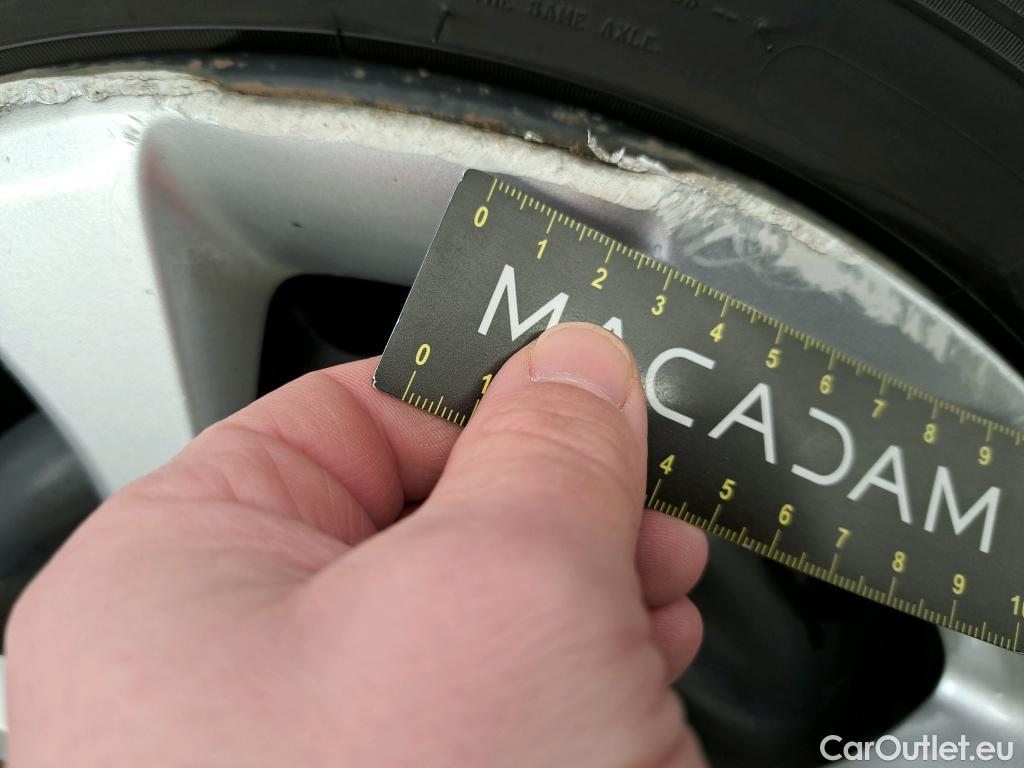 THE SAME AXLE.
0 1 2 3 4 5 6 7 8 9
MACADAM
0 1 4 5 6 7 8 9
CarOutlet.eu